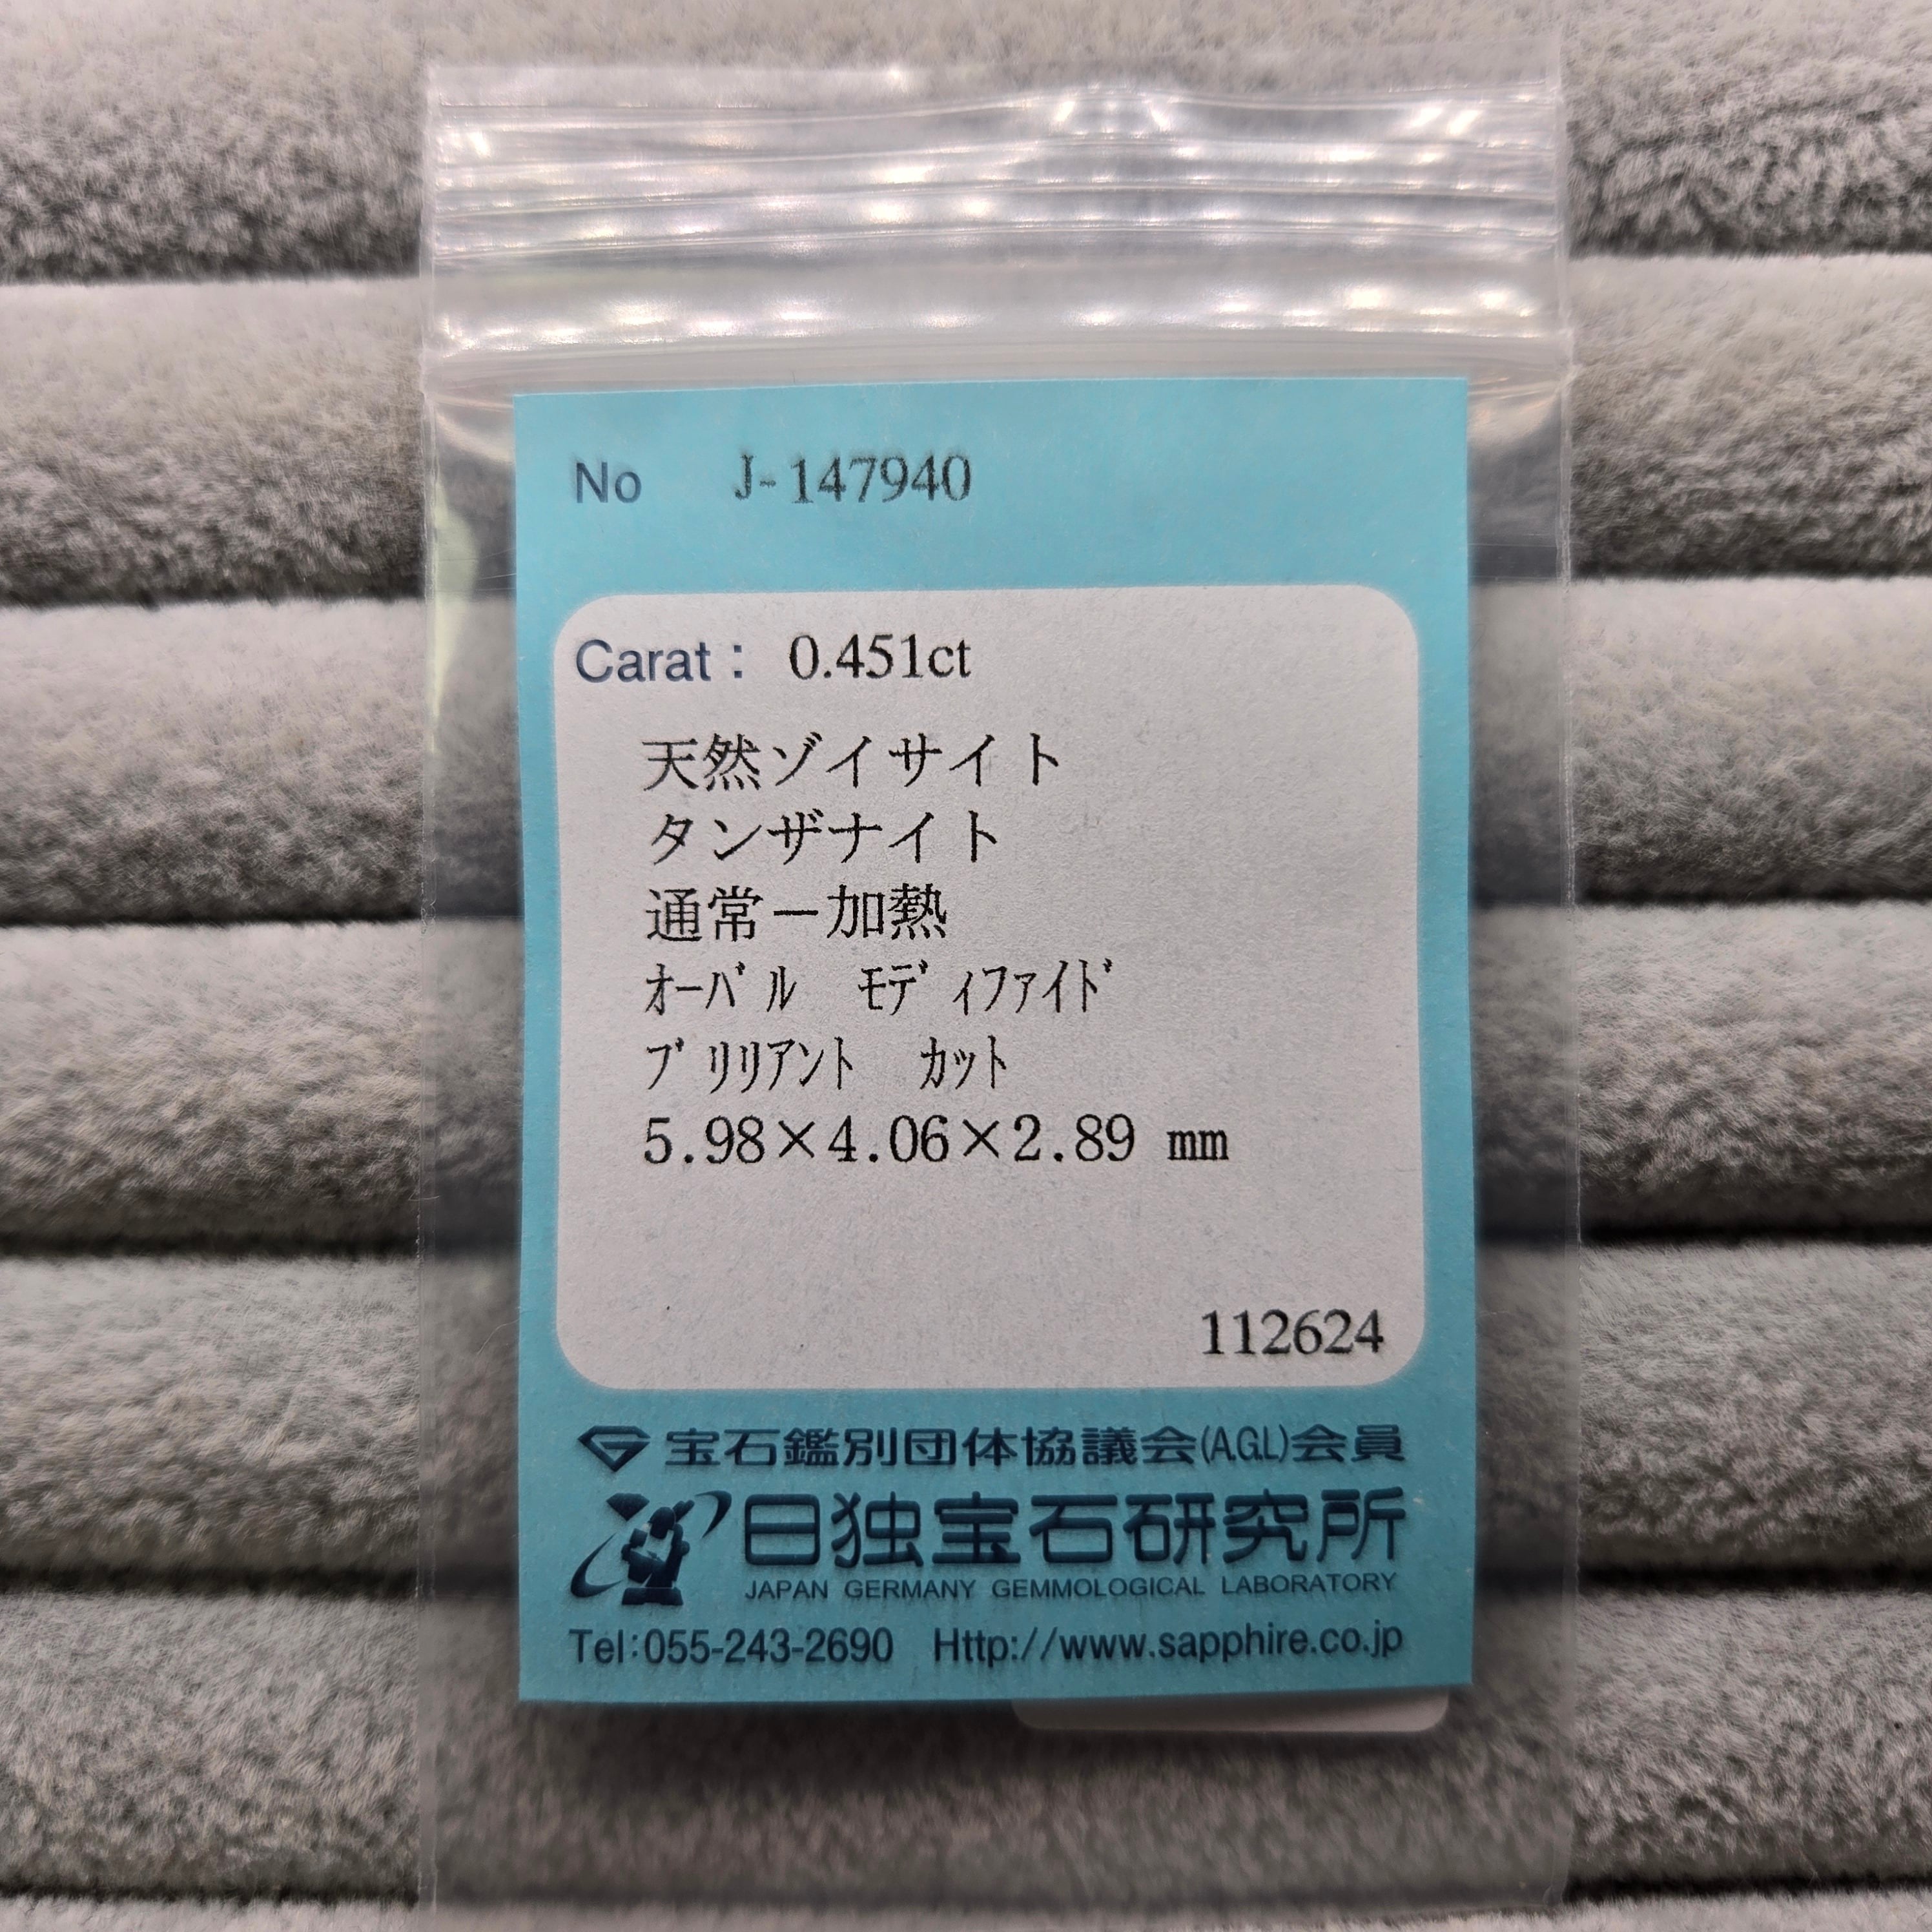 No J-147940
Carat： 0.451ct
天然ゾイサイト
タンザナイト
通常－加熱
ｵｰﾊﾞﾙ ﾓﾃﾞｨﾌｧｲﾄﾞ
ﾌﾞﾘﾘｱﾝﾄ ｶｯﾄ
5.98×4.06×2.89 mm
112624
宝石鑑別団体協議会(A.G.L)会員
日独宝石研究所
JAPAN GERMANY GEMMOLOGICAL LABORATORY
Tel:055-243-2690 Http://www.sapphire.co.jp